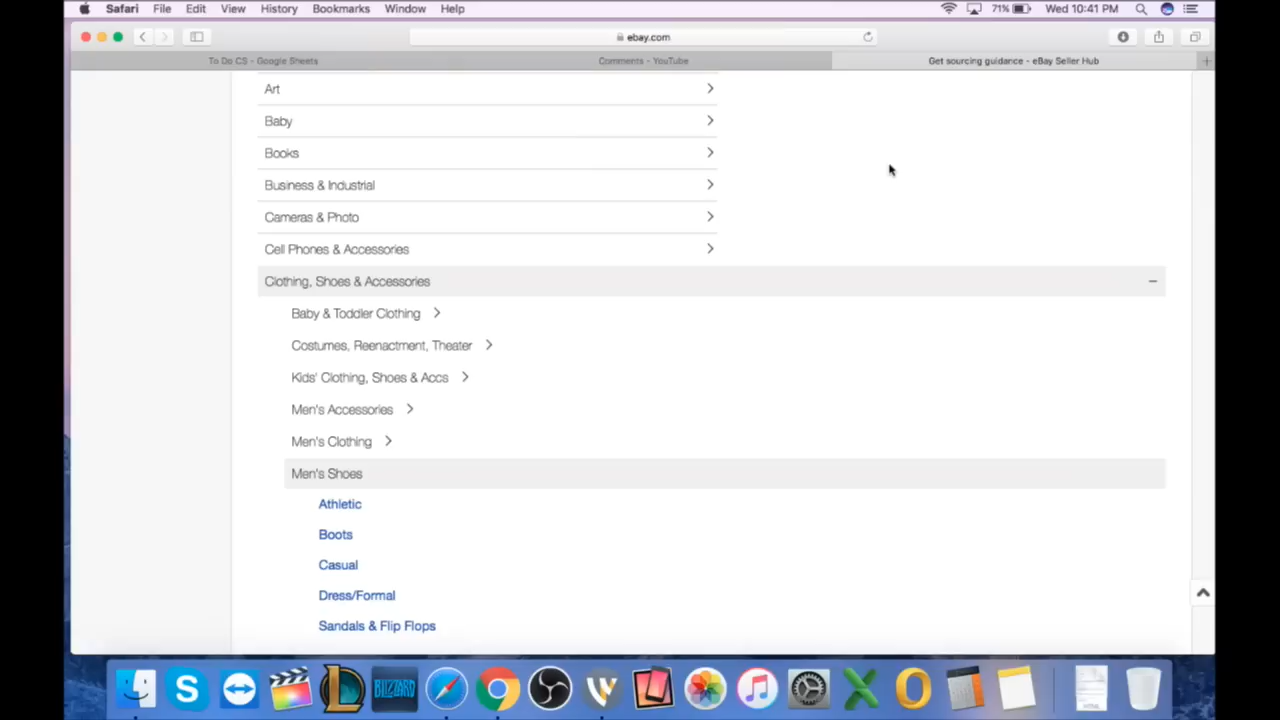 Safari File Edit View History Bookmarks Window Help 71% Wed 10:41 PM
ebay.com
To Do CS - Google Sheets Comments - YouTube Get sourcing guidance - eBay Seller Hub
Art
Baby
Books
Business & Industrial
Cameras & Photo
Cell Phones & Accessories
Clothing, Shoes & Accessories
Baby & Toddler Clothing
Costumes, Reenactment, Theater
Kids' Clothing, Shoes & Accs
Men's Accessories
Men's Clothing
Men's Shoes
Athletic
Boots
Casual
Dress/Formal
Sandals & Flip Flops
BLIZZARD